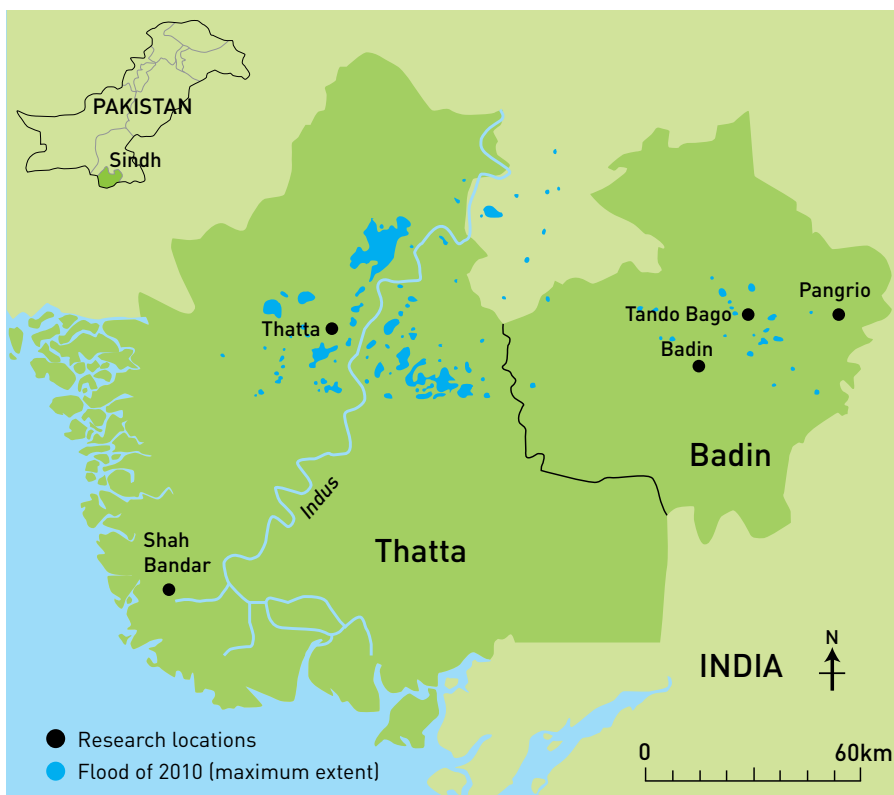 PAKISTAN
Sindh
Thatta
Tando Bago
Pangrio
Badin
Badin
Indus
Shah
Bandar
Thatta
INDIA
N
Research locations
Flood of 2010 (maximum extent)
0 60km